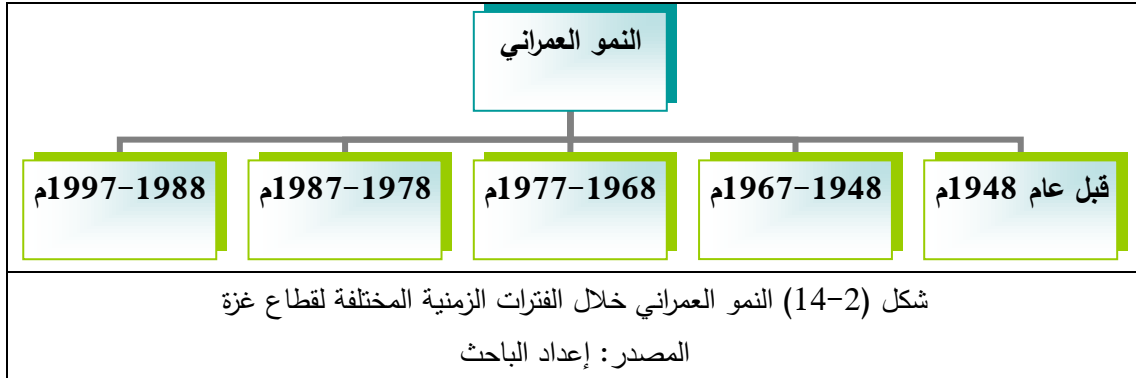 النمو العمراني
قبل عام 1948م
1948-1967م
1968-1977م
1978-1987م
1988-1997م
شكل (2-14) النمو العمراني خلال الفترات الزمنية المختلفة لقطاع غزة
المصدر: إعداد الباحث